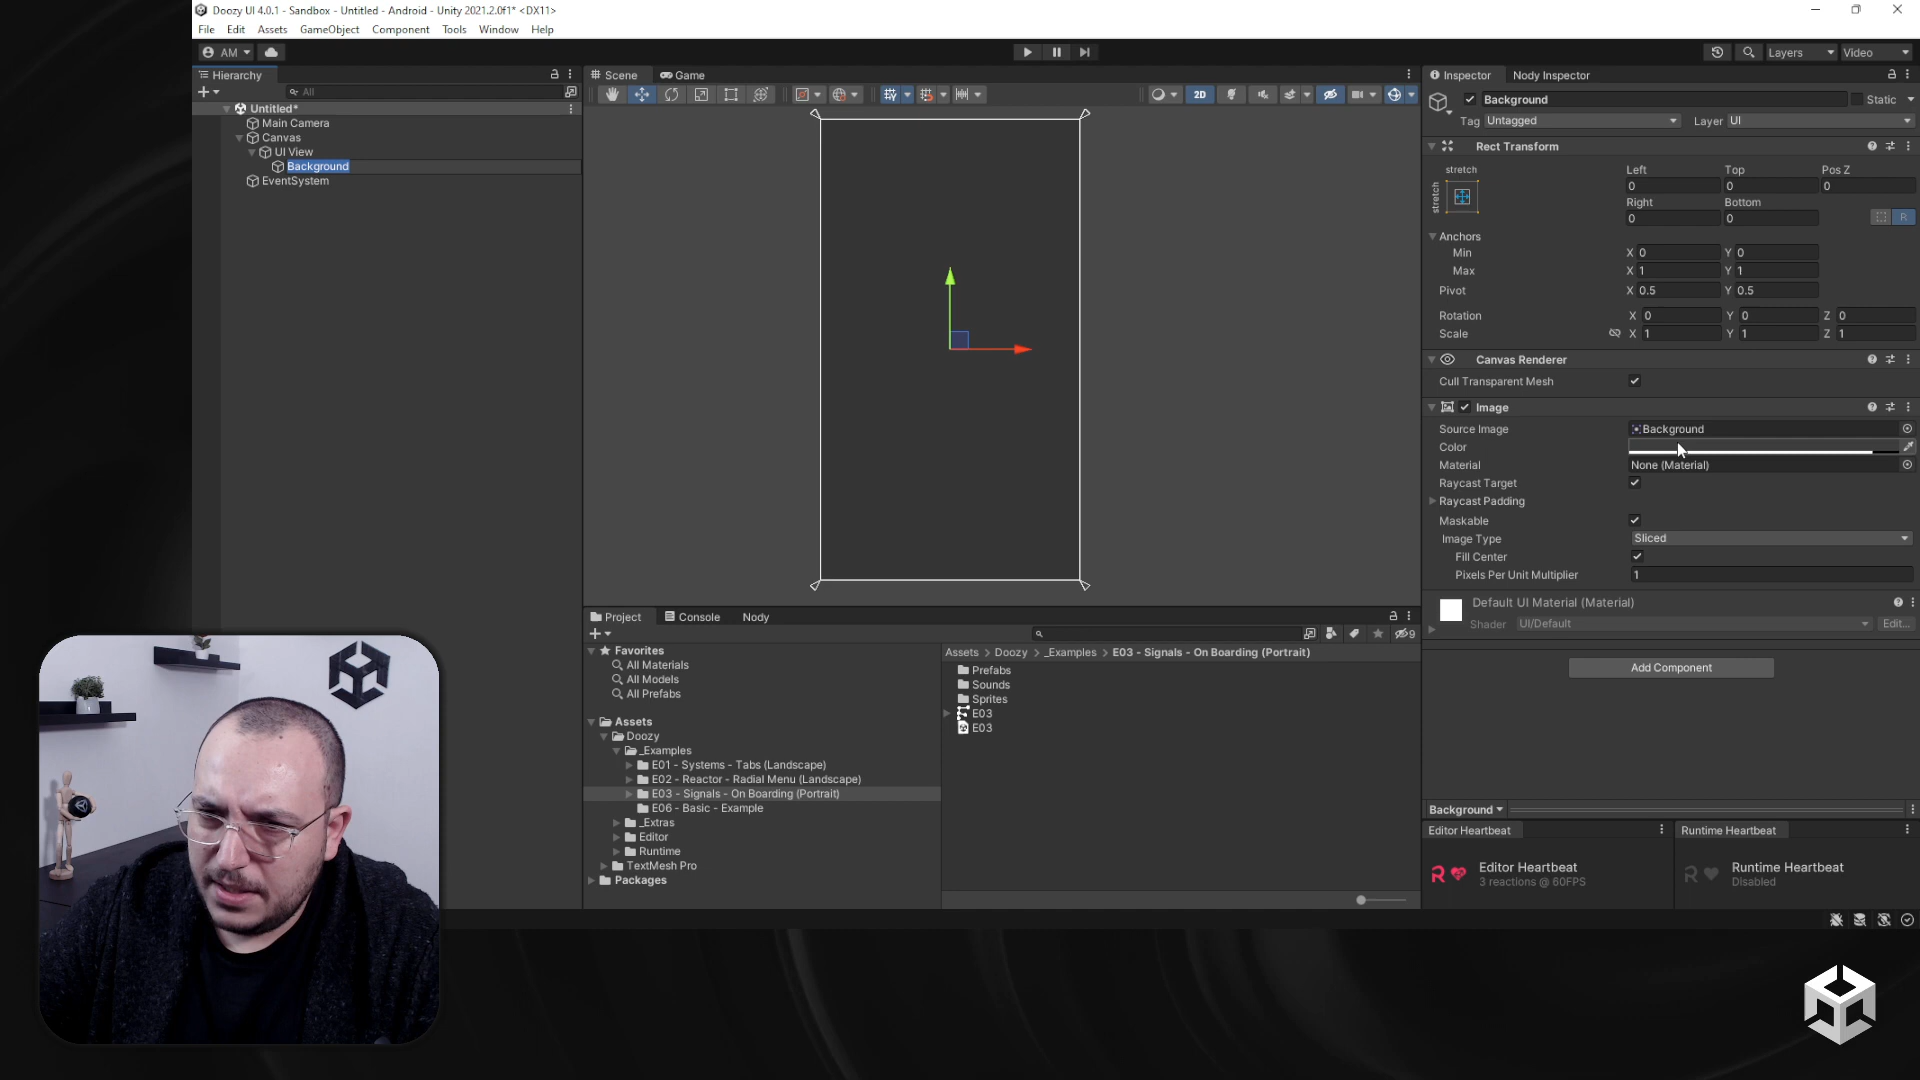 Doozy UI 4.0.1 - Sandbox - Untitled - Android - Unity 2021.2.0f1* <DX11>
File Edit Assets GameObject Component Tools Window Help
AM Layers Video
Hierarchy
All
Untitled*
Main Camera
Canvas
UI View
Background
EventSystem
Scene Game
2D
Inspector Node Inspector
Background Static
Tag Untagged Layer UI
Rect Transform
stretch Left Top Pos Z
stretch 0 0 0
Right Bottom
0 0 R
Anchors
Min X 0 Y 0
Max X 1 Y 1
Pivot X 0.5 Y 0.5
Rotation X 0 Y 0 Z 0
Scale X 1 Y 1 Z 1
Canvas Renderer
Cull Transparent Mesh
Image
Source Image Background
Color
Material None (Material)
Raycast Target
Raycast Padding
Maskable
Image Type Sliced
Fill Center
Pixels Per Unit Multiplier 1
Default UI Material (Material)
Shader UI/Default Edit...
Add Component
Background
Editor Heartbeat Runtime Heartbeat
R Editor Heartbeat
3 reactions @ 60FPS
R Runtime Heartbeat
Disabled
Project Console Nody
9
Favorites
All Materials
All Models
All Prefabs
Assets
Doozy
_Examples
E01 - Systems - Tabs (Landscape)
E02 - Reactor - Radial Menu (Landscape)
E03 - Signals - On Boarding (Portrait)
E06 - Basic - Example
_Extras
Editor
Runtime
TextMesh Pro
Packages
Assets > Doozy > _Examples > E03 - Signals - On Boarding (Portrait)
Prefabs
Sounds
Sprites
E03
E03